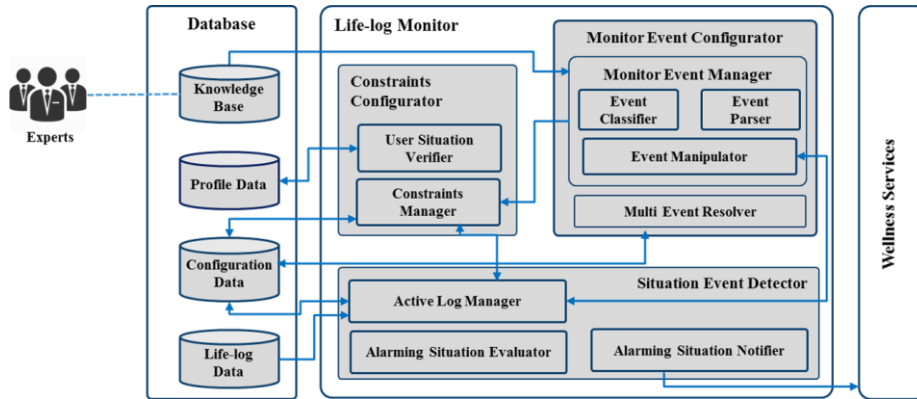 Experts
Database
Knowledge
Base
Profile Data
Configuration
Data
Life-log
Data
Life-log Monitor
Constraints
Configurator
User Situation
Verifier
Constraints
Manager
Monitor Event Configurator
Monitor Event Manager
Event
Classifier
Event
Parser
Event Manipulator
Multi Event Resolver
Situation Event Detector
Active Log Manager
Alarming Situation Evaluator
Alarming Situation Notifier
Wellness Services